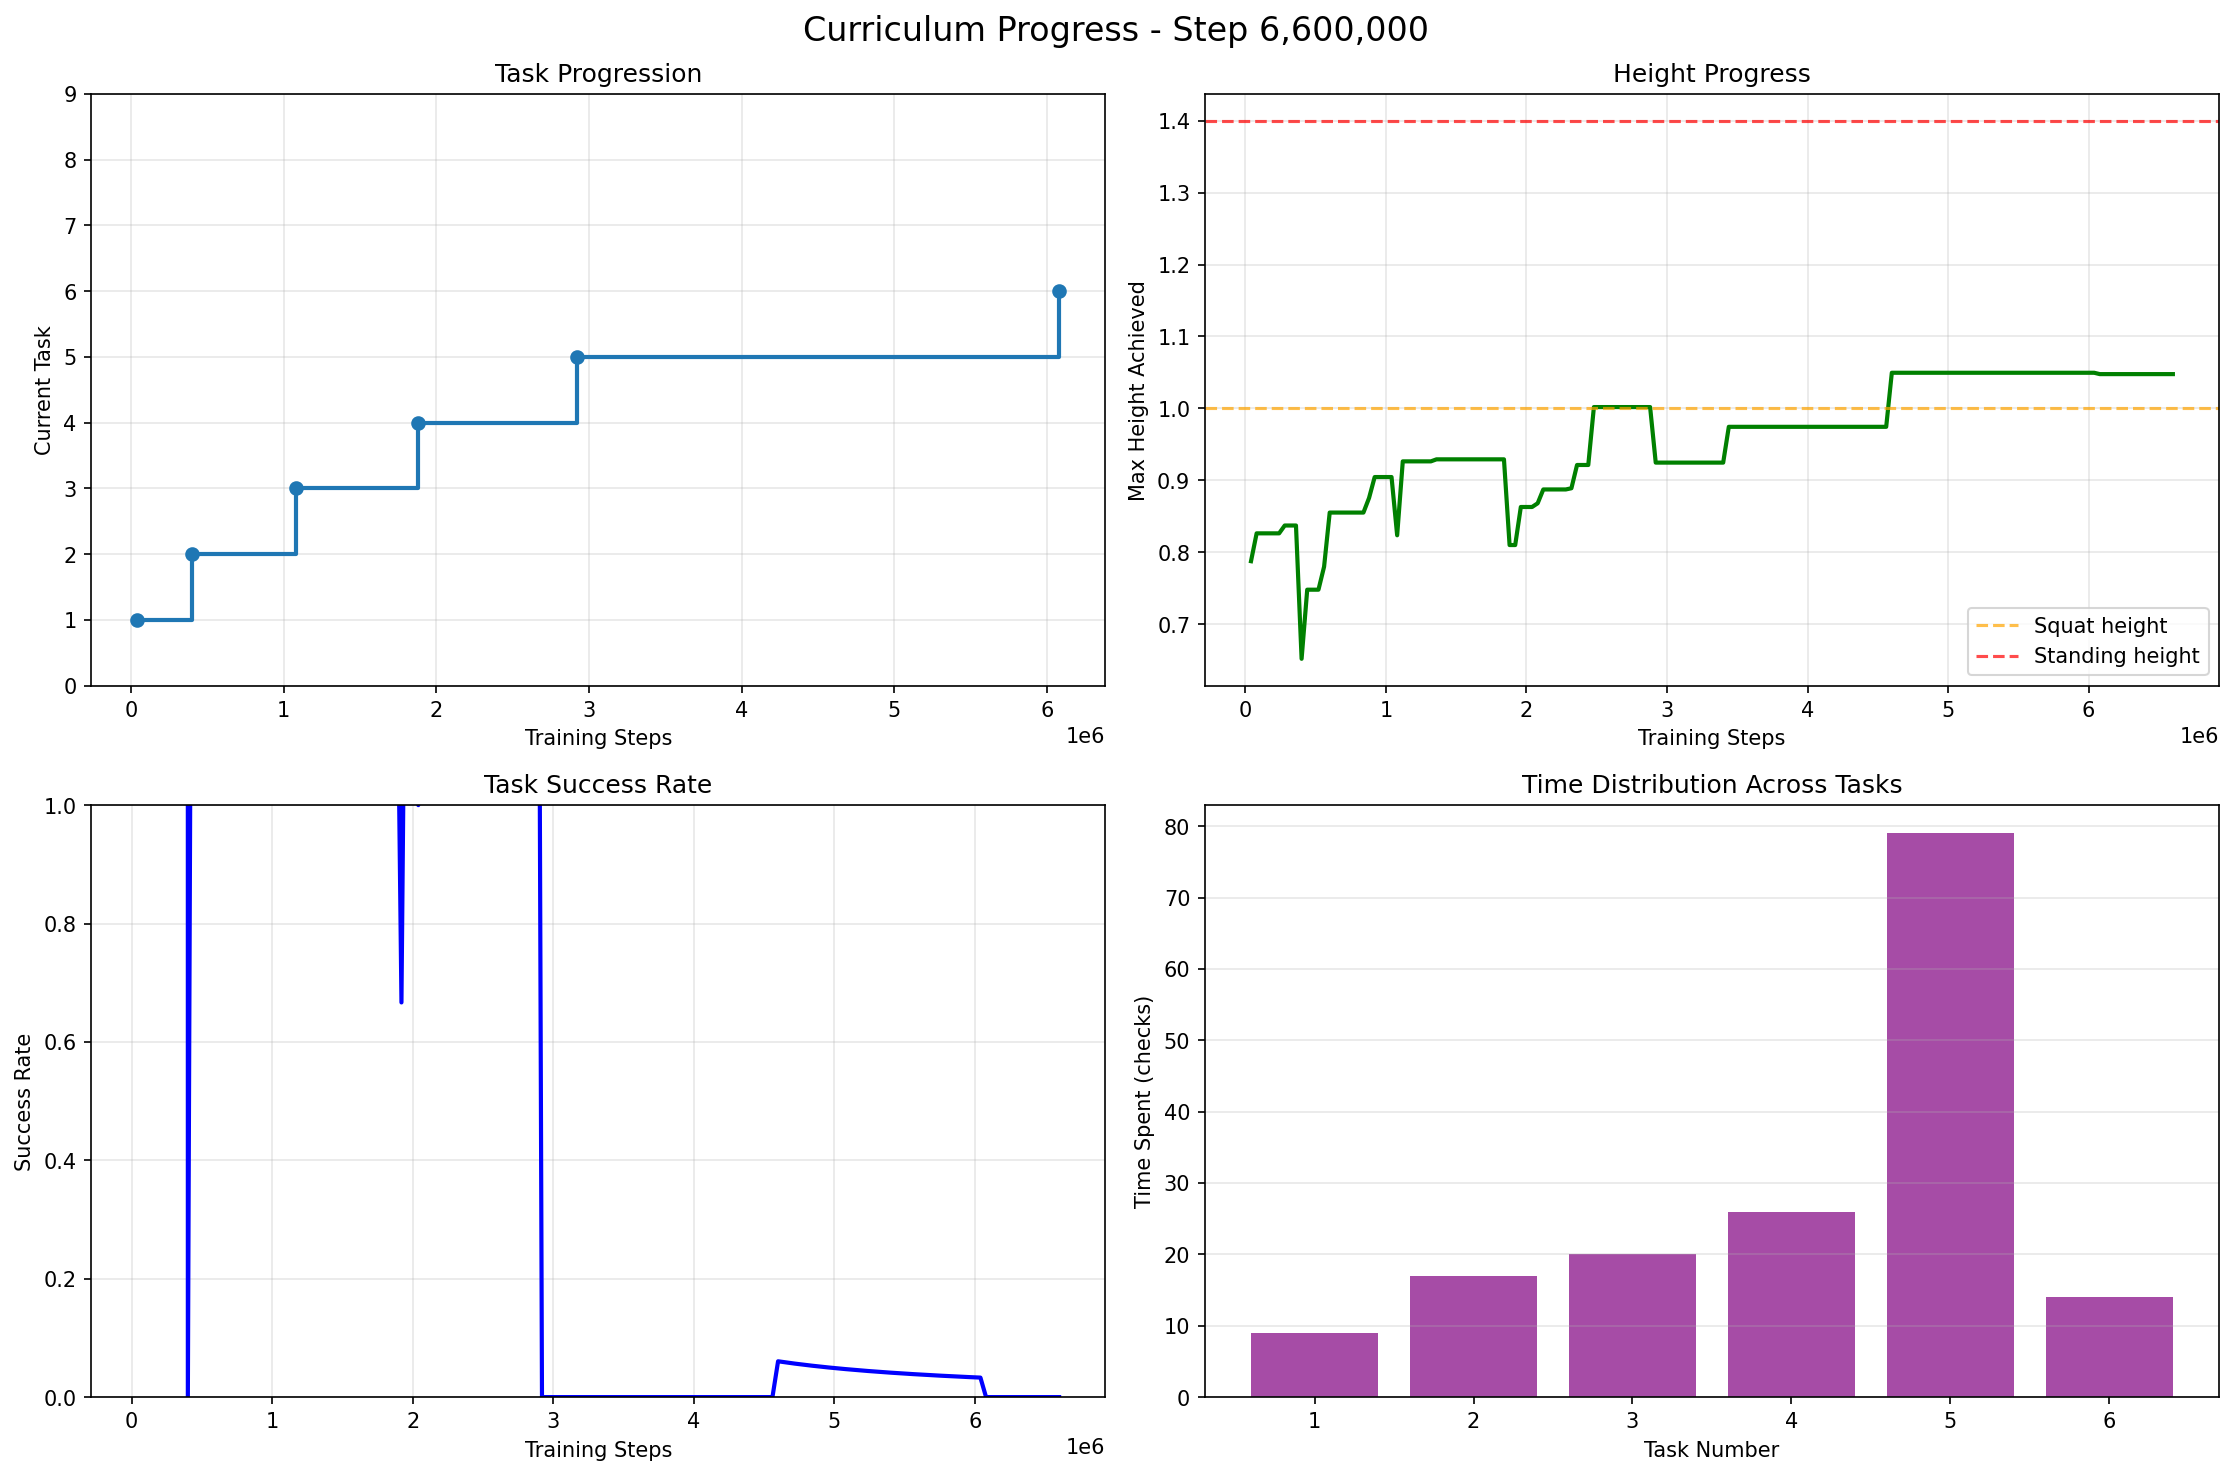 Curriculum Progress - Step 6,600,000
Task Progression
Current Task
9
8
7
6
5
4
3
2
1
0
0 1 2 3 4 5 6
1e6
Training Steps
Height Progress
Max Height Achieved
1.4
1.3
1.2
1.1
1.0
0.9
0.8
0.7
Squat height
Standing height
0 1 2 3 4 5 6
1e6
Training Steps
Task Success Rate
Success Rate
1.0
0.8
0.6
0.4
0.2
0.0
0 1 2 3 4 5 6
1e6
Training Steps
Time Distribution Across Tasks
Time Spent (checks)
80
70
60
50
40
30
20
10
0
1 2 3 4 5 6
Task Number